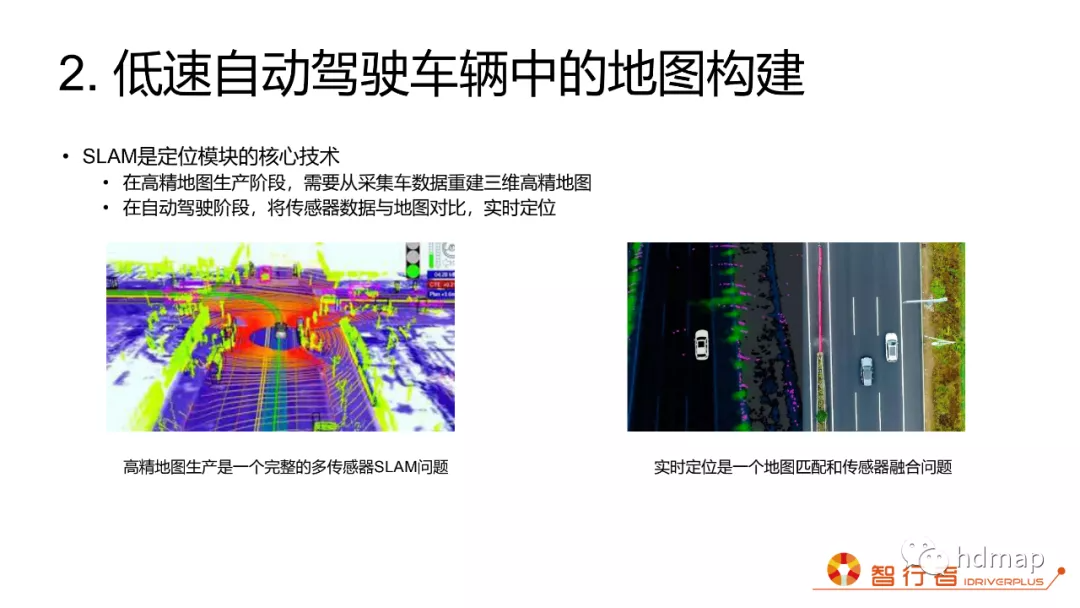 2. 低速自动驾驶车辆中的地图构建
• SLAM是定位模块的核心技术
• 在高精地图生产阶段，需要从采集车数据重建三维高精地图
• 在自动驾驶阶段，将传感器数据与地图对比，实时定位
高精地图生产是一个完整的多传感器SLAM问题
实时定位是一个地图匹配和传感器融合问题
hdmap
智行者 IDRIVERPLUS